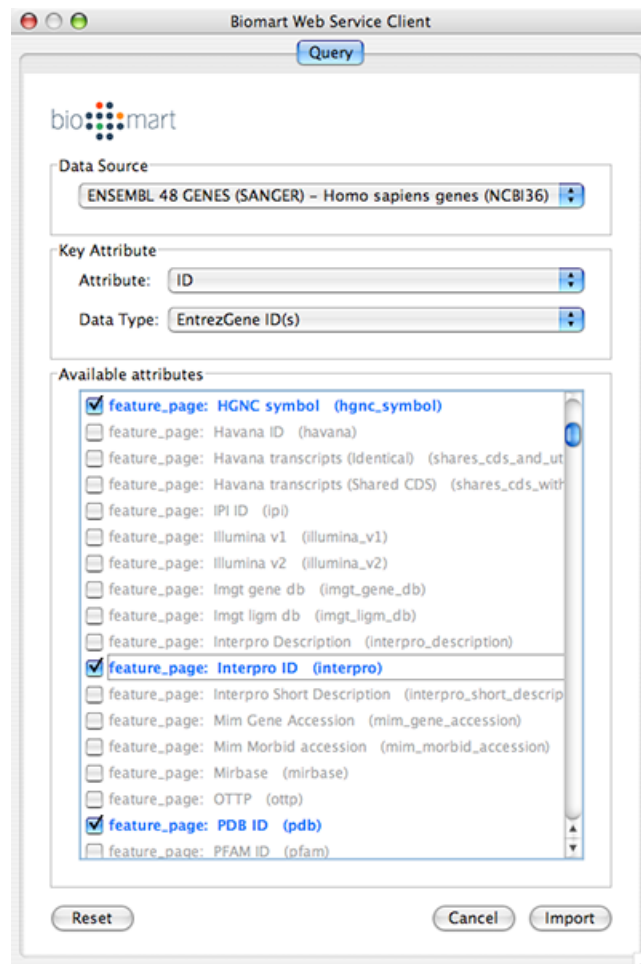 Biomart Web Service Client
Query
bio mart
Data Source
ENSEMBL 48 GENES (SANGER) – Homo sapiens genes (NCBI36)
Key Attribute
Attribute: ID
Data Type: EntrezGene ID(s)
Available attributes
feature_page: HGNC symbol (hgnc_symbol)
feature_page: Havana ID (havana)
feature_page: Havana transcripts (Identical) (shares_cds_and_ut
feature_page: Havana transcripts (Shared CDS) (shares_cds_with
feature_page: IPI ID (ipi)
feature_page: Illumina v1 (illumina_v1)
feature_page: Illumina v2 (illumina_v2)
feature_page: Imgt gene db (imgt_gene_db)
feature_page: Imgt ligm db (imgt_ligm_db)
feature_page: Interpro Description (interpro_description)
feature_page: Interpro ID (interpro)
feature_page: Interpro Short Description (interpro_short_descrip
feature_page: Mim Gene Accession (mim_gene_accession)
feature_page: Mim Morbid accession (mim_morbid_accession)
feature_page: Mirbase (mirbase)
feature_page: OTTP (ottp)
feature_page: PDB ID (pdb)
feature_page: PFAM ID (pfam)
Reset Cancel Import